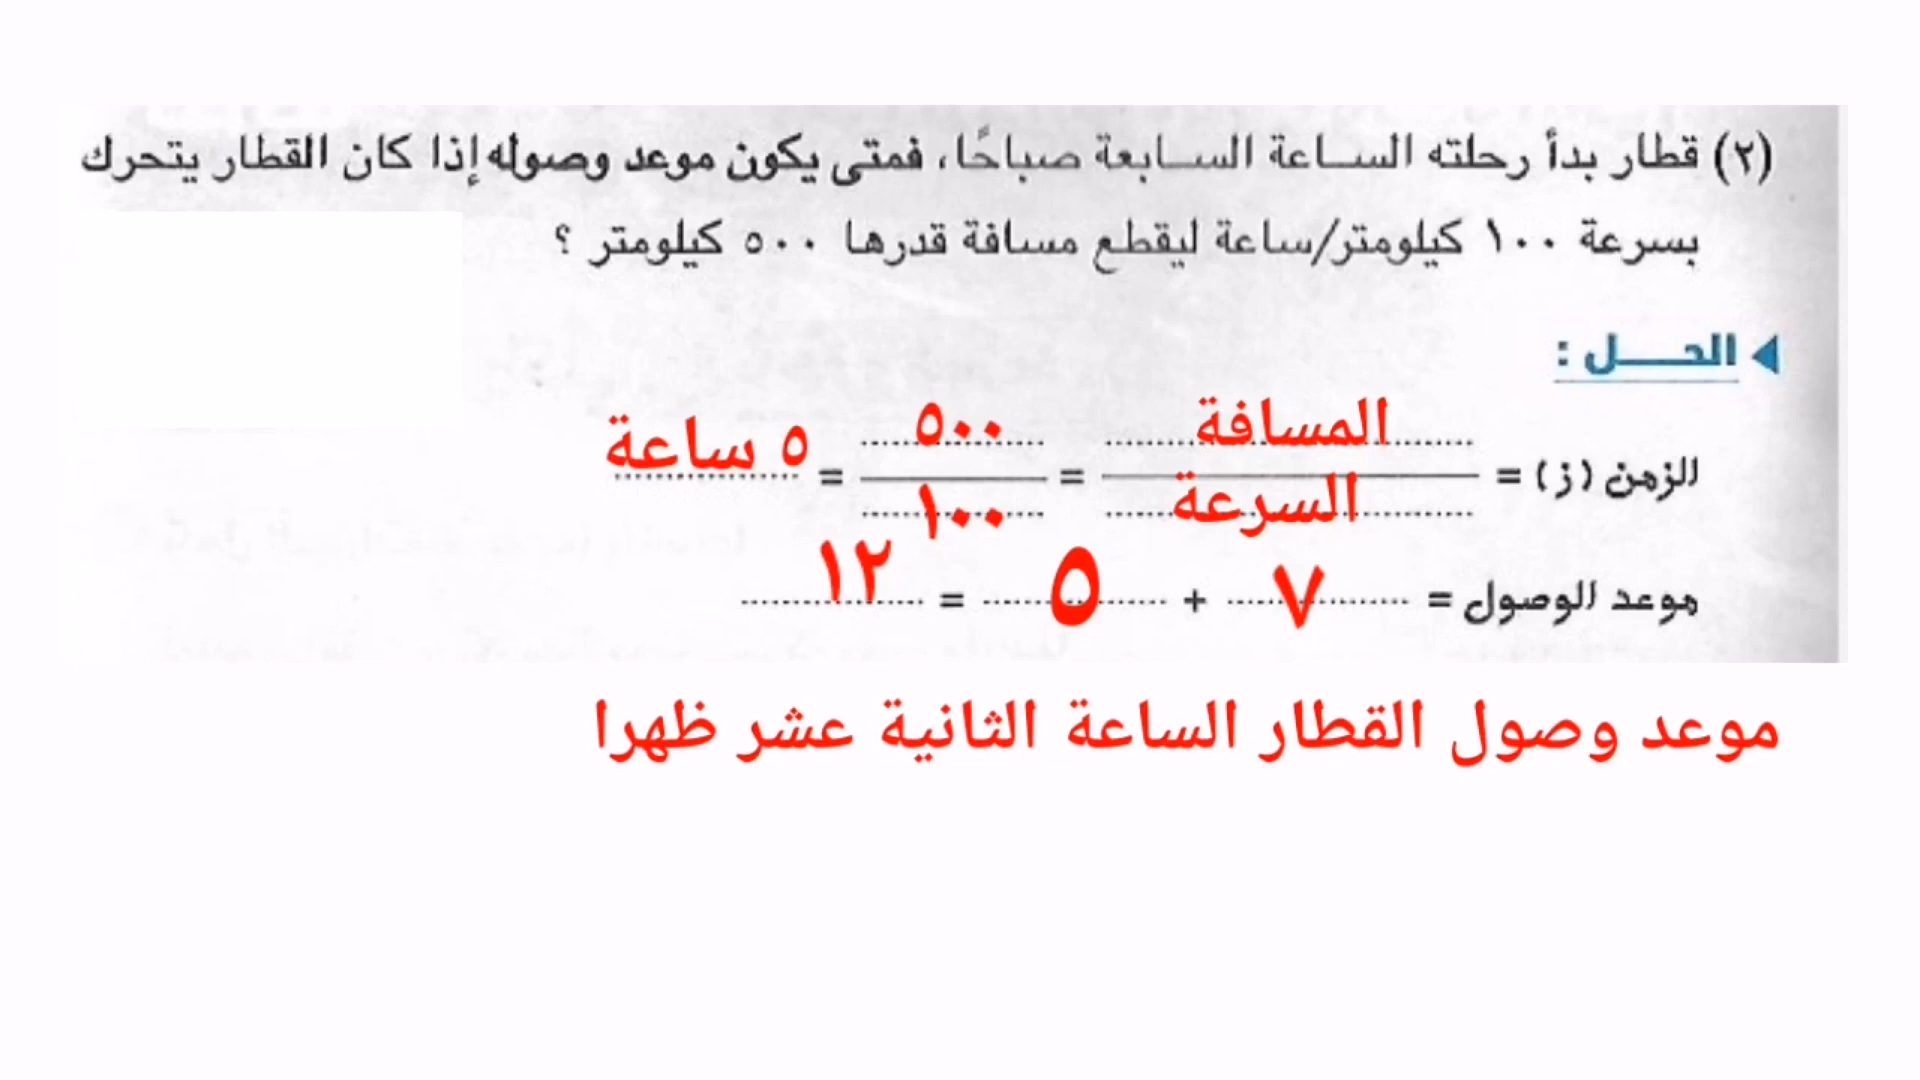 (٢) قطار بدأ رحلته الساعة السابعة صباحًا، فمتى يكون موعد وصوله إذا كان القطار يتحرك
بسرعة ١٠٠ كيلومتر/ساعة ليقطع مسافة قدرها ٥٠٠ كيلومتر ؟
الحل :
الزمن (ز) = المسافة / السرعة = ٥٠٠ / ١٠٠ = ٥ ساعة
موعد الوصول = ٧ + ٥ = ١٢
موعد وصول القطار الساعة الثانية عشر ظهرا